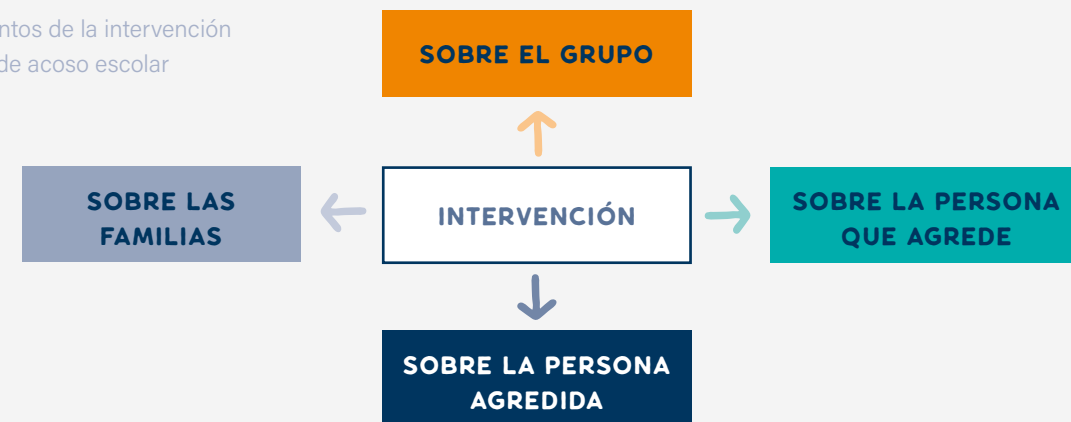 ntos de la intervención
de acoso escolar
SOBRE EL GRUPO
SOBRE LAS
FAMILIAS
INTERVENCIÓN
SOBRE LA PERSONA
QUE AGREDE
SOBRE LA PERSONA
AGREDIDA